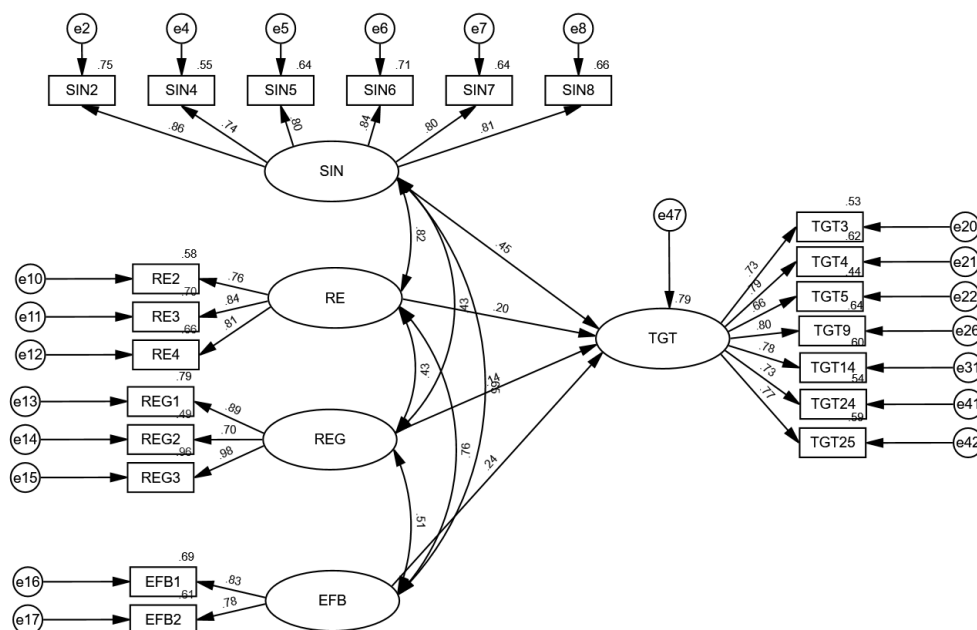 e2 e4 e5 e6 e7 e8
.75 .55 .64 .71 .64 .66
SIN2 SIN4 SIN5 SIN6 SIN7 SIN8
.86 .74 .80 .84 .80 .81
SIN
e47
.79
TGT
.45
.20
.14
.24
.82
.43
.43
.76
.51
.58
e10 RE2 .76
.70
e11 RE3 .84
.66
e12 RE4 .81
RE
.79
e13 REG1 .89
.49
e14 REG2 .70
.96
e15 REG3 .98
REG
.69
e16 EFB1 .83
.61
e17 EFB2 .78
EFB
.53
.73 TGT3 e20
.62
.79 TGT4 e21
.44
.66 TGT5 e22
.64
.80 TGT9 e26
.60
.78 TGT14 e31
.54
.73 TGT24 e41
.59
.77 TGT25 e42